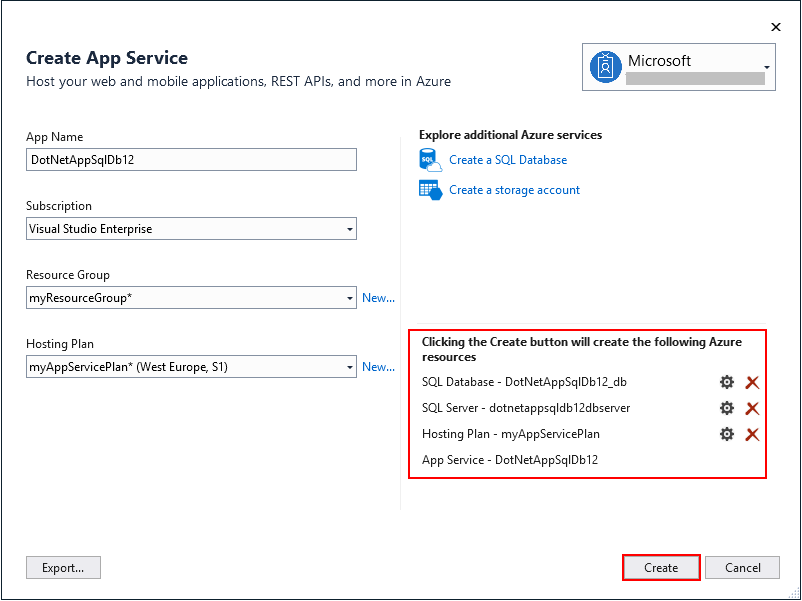 Create App Service
Host your web and mobile applications, REST APIs, and more in Azure
Microsoft
App Name
DotNetAppSqlDb12
Subscription
Visual Studio Enterprise
Resource Group
myResourceGroup*
New...
Hosting Plan
myAppServicePlan* (West Europe, S1)
New...
Explore additional Azure services
SQL
Create a SQL Database
Create a storage account
Clicking the Create button will create the following Azure
resources
SQL Database - DotNetAppSqlDb12_db
SQL Server - dotnetappsqldb12dbserver
Hosting Plan - myAppServicePlan
App Service - DotNetAppSqlDb12
Export...
Create
Cancel